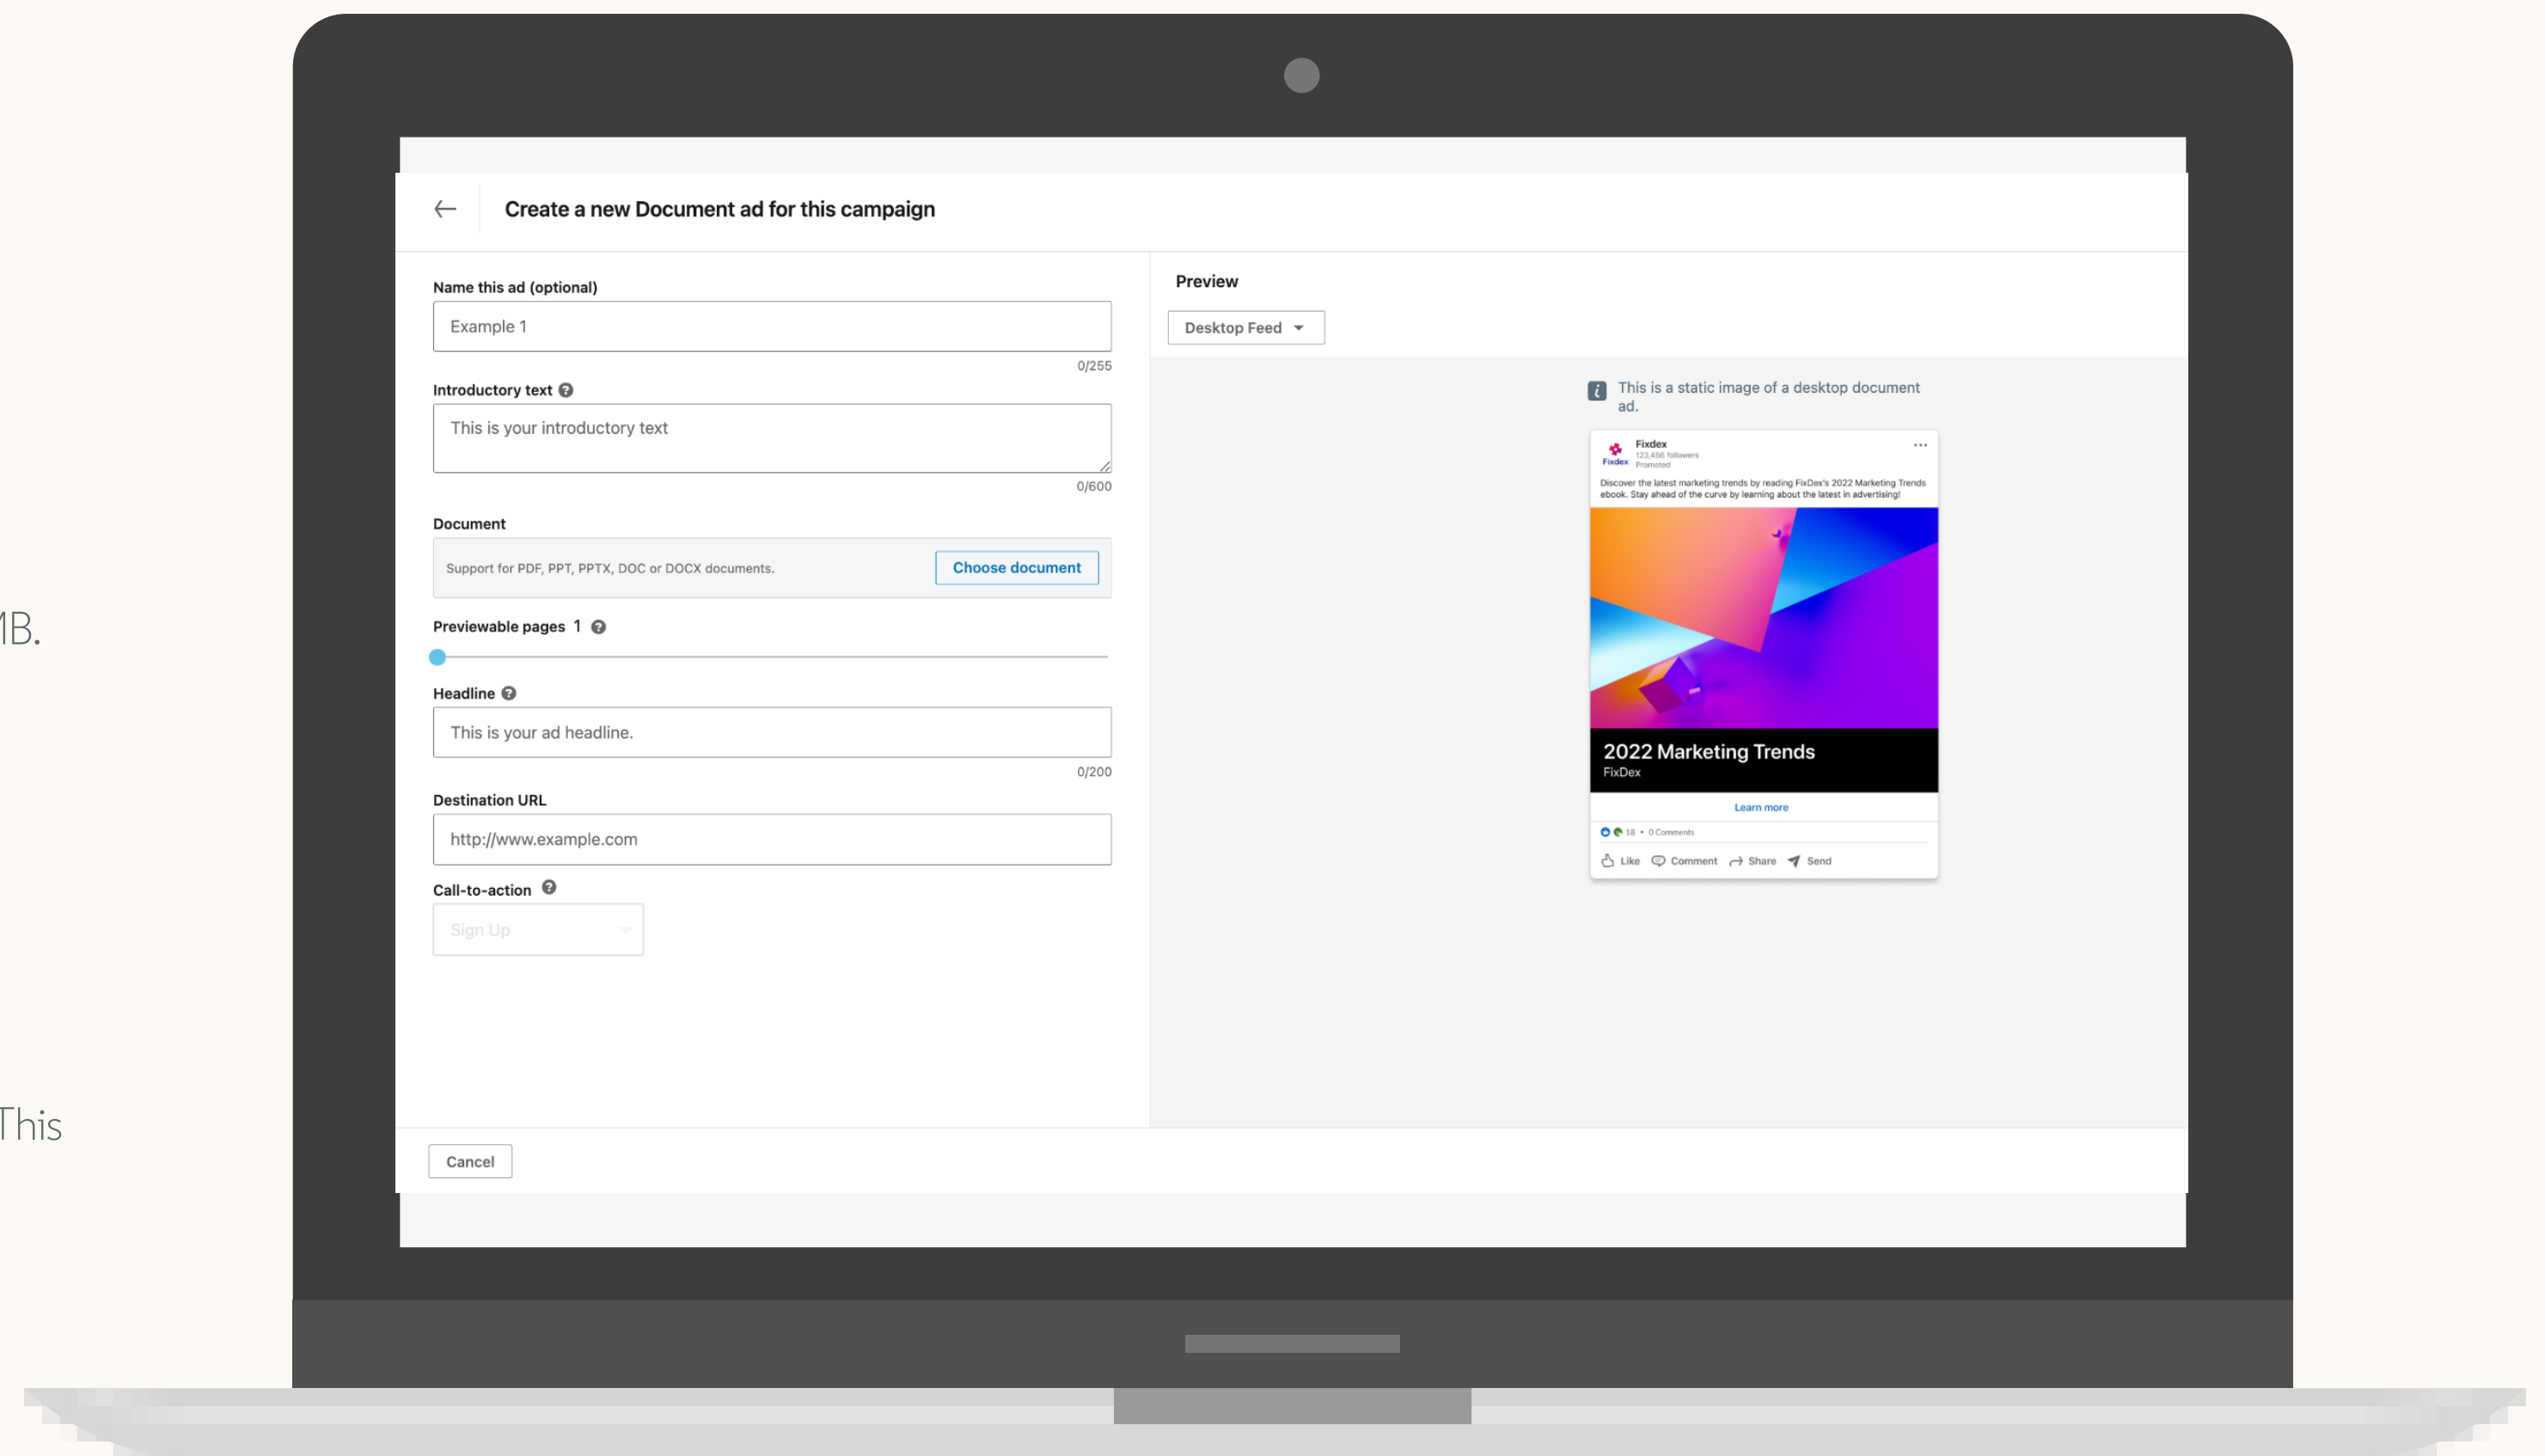 MB.
This
Create a new Document ad for this campaign
Name this ad (optional)
Example 1
0/255
Introductory text
This is your introductory text
0/600
Document
Support for PDF, PPT, PPTX, DOC or DOCX documents.
Choose document
Previewable pages 1
Headline
This is your ad headline.
0/200
Destination URL
http://www.example.com
Call-to-action
Sign Up
Cancel
Preview
Desktop Feed
This is a static image of a desktop document
ad.
Fixdex
Fixdex
123,456 followers
Promoted
Discover the latest marketing trends by reading FixDex's 2022 Marketing Trends
ebook. Stay ahead of the curve by learning about the latest in advertising!
2022 Marketing Trends
FixDex
Learn more
18 • 0 Comments
Like Comment Share Send